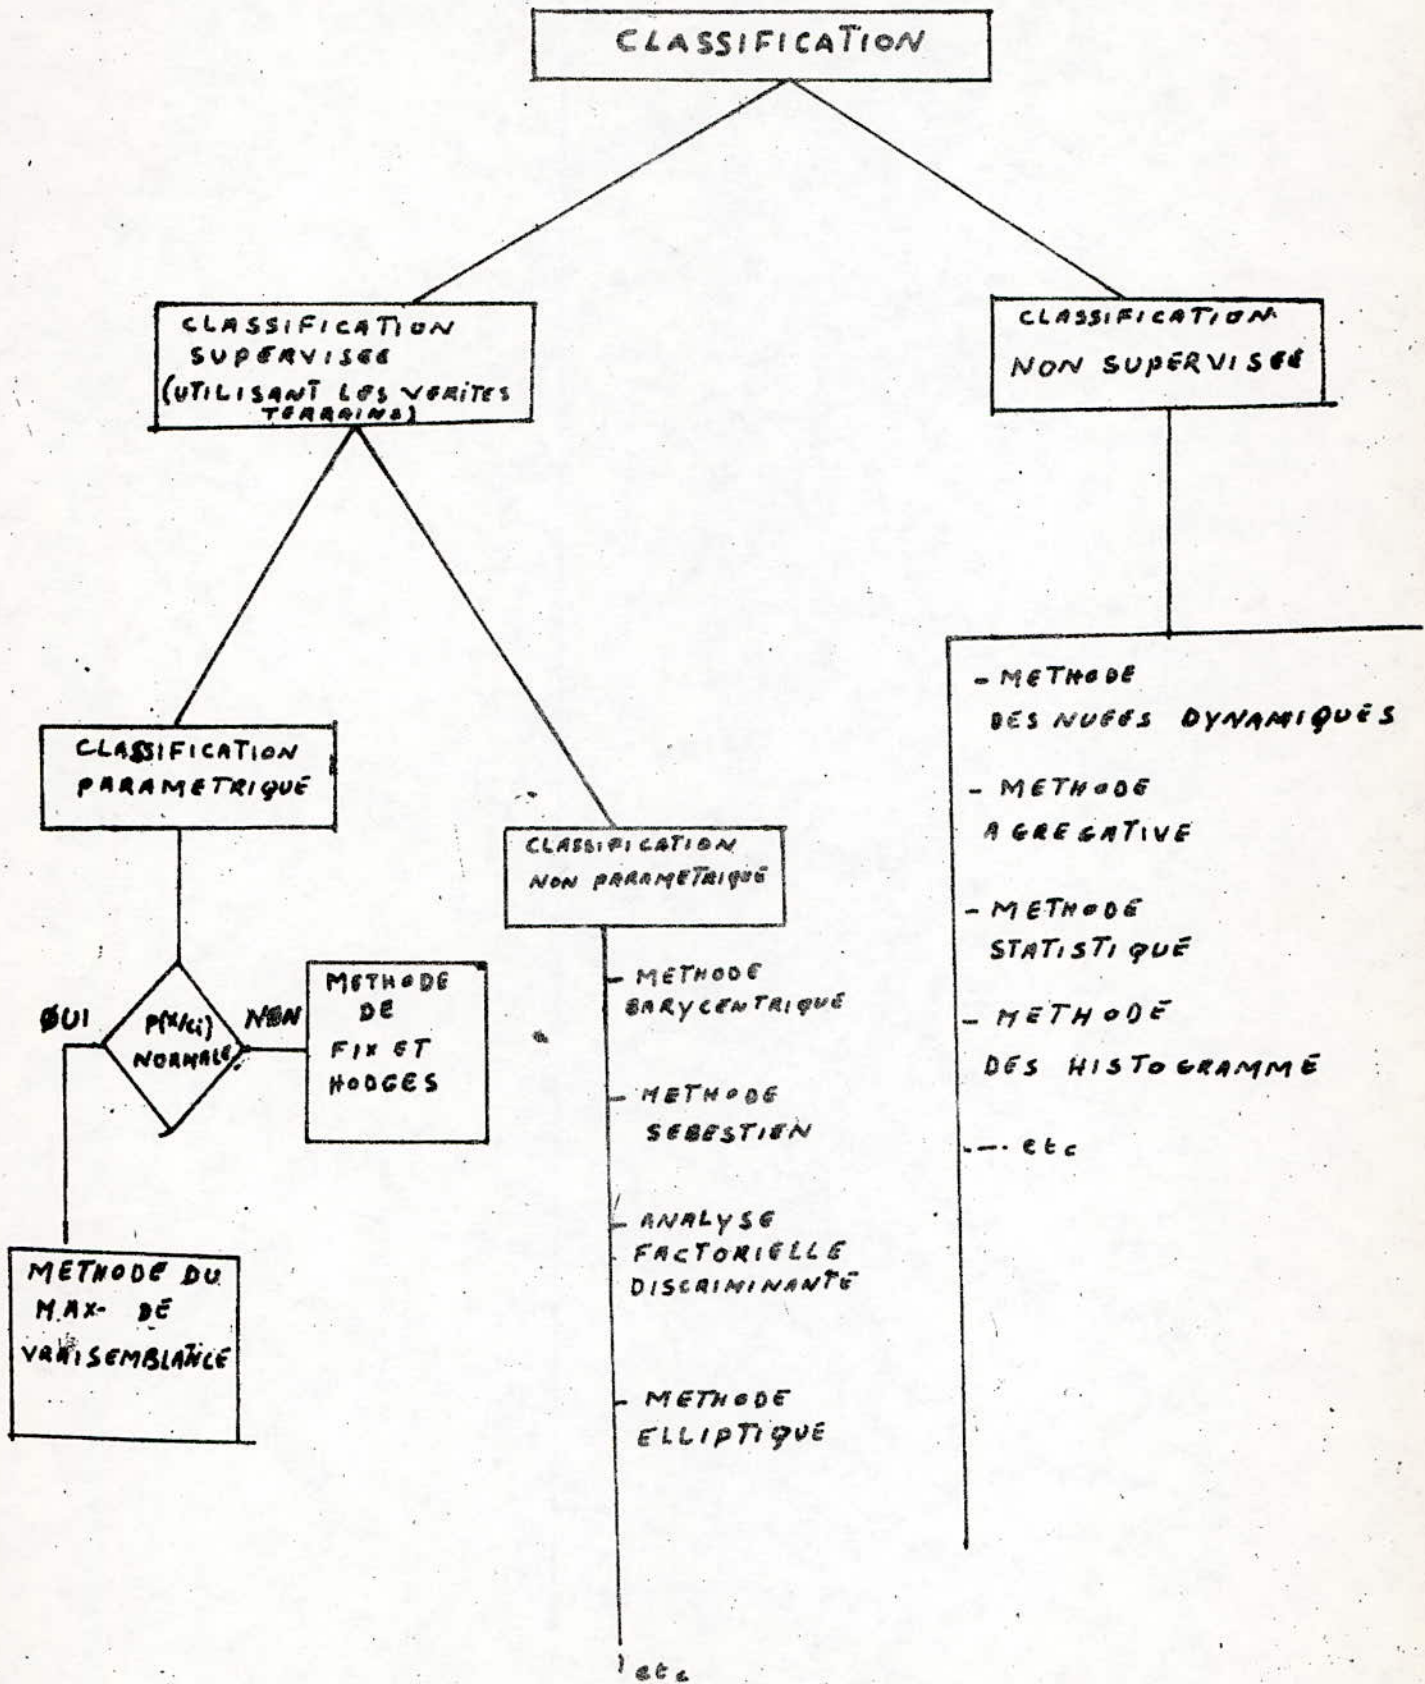 CLASSIFICATION
CLASSIFICATION
SUPERVISEE
(UTILISANT LES VERITES
TERRAINS)
CLASSIFICATION
NON SUPERVISEE
CLASSIFICATION
PARAMETRIQUE
P(X/Ci)
NORMALE
OUI
NON
METHODE
DE
FIX ET
HODGES
METHODE DU
MAX- DE
VRAISEMBLANCE
CLASSIFICATION
NON PARAMETRIQUE
- METHODE
BARYCENTRIQUE
- METHODE
SEBESTIEN
- ANALYSE
FACTORIELLE
DISCRIMINANTE
- METHODE
ELLIPTIQUE
etc
- METHODE
DES NUEES DYNAMIQUES
- METHODE
AGREGATIVE
- METHODE
STATISTIQUE
- METHODE
DES HISTOGRAMME
--- etc